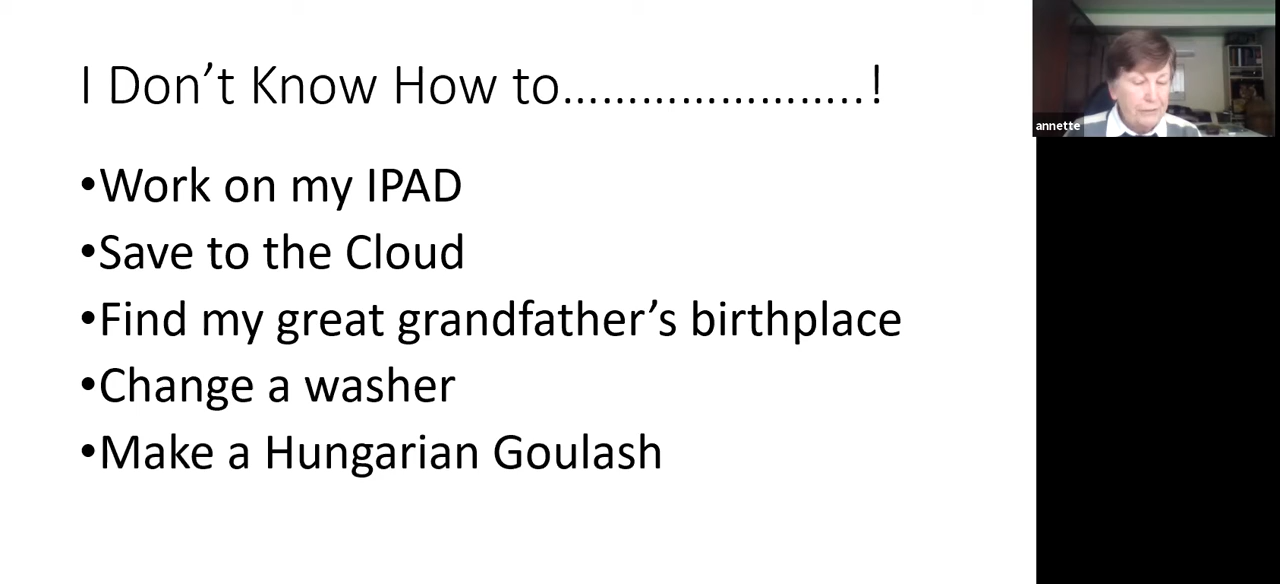 I Don’t Know How to…………………..!
•Work on my IPAD
•Save to the Cloud
•Find my great grandfather’s birthplace
•Change a washer
•Make a Hungarian Goulash
annette